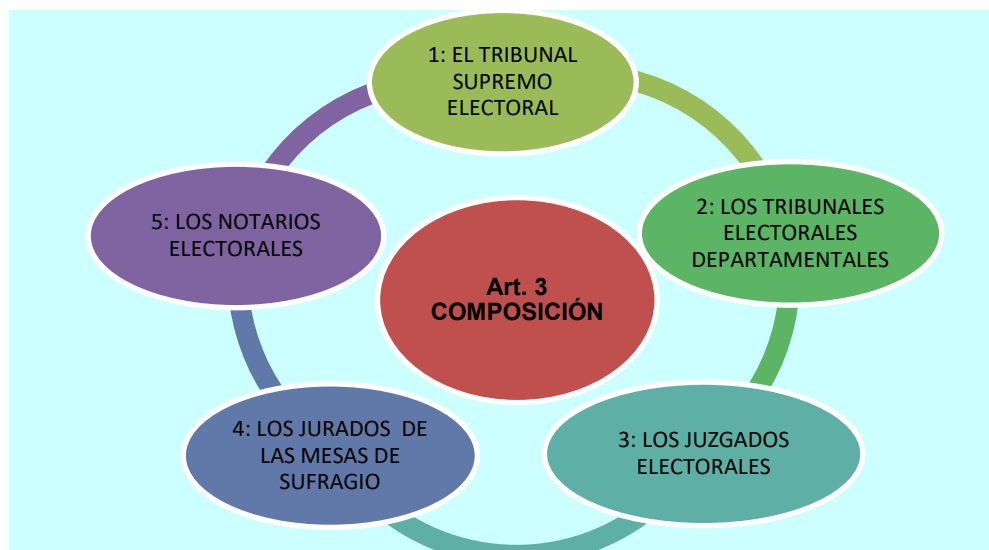 1: EL TRIBUNAL
SUPREMO
ELECTORAL
2: LOS TRIBUNALES
ELECTORALES
DEPARTAMENTALES
3: LOS JUZGADOS
ELECTORALES
4: LOS JURADOS DE
LAS MESAS DE
SUFRAGIO
5: LOS NOTARIOS
ELECTORALES
Art. 3
COMPOSICIÓN